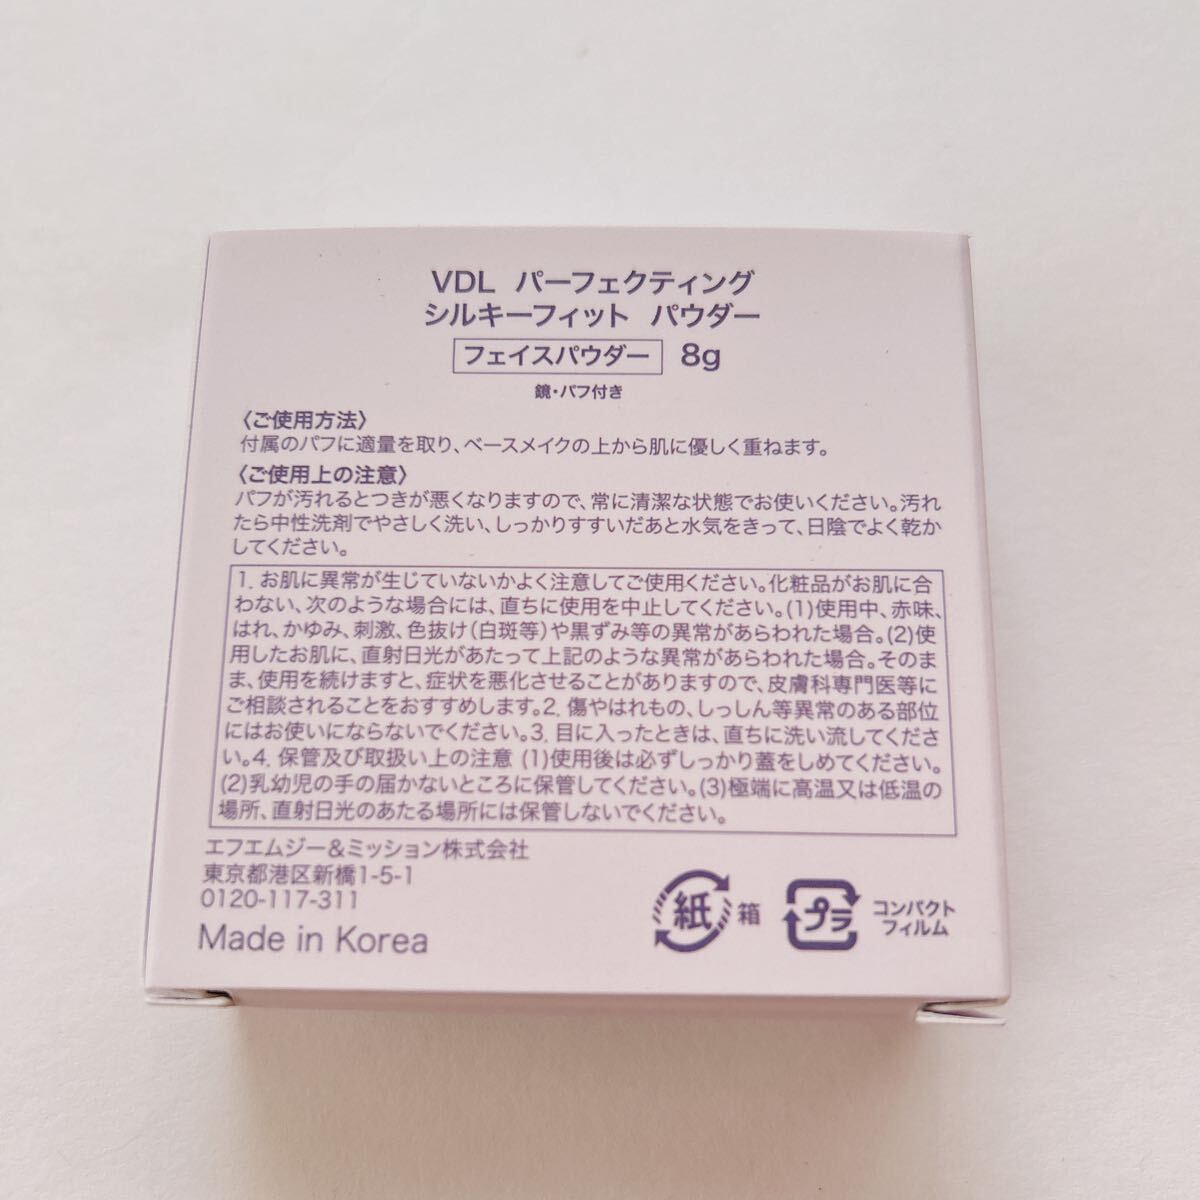 VDL パーフェクティング
シルキーフィット パウダー
フェイスパウダー 8g
鏡・パフ付き
〈ご使用方法〉
付属のパフに適量を取り、ベースメイクの上から肌に優しく重ねます。
〈ご使用上の注意〉
パフが汚れるとつきが悪くなりますので、常に清潔な状態でお使いください。汚れ
たら中性洗剤でやさしく洗い、しっかりすすいだあと水気をきって、日陰でよく乾か
してください。
1. お肌に異常が生じていないかよく注意してご使用ください。化粧品がお肌に合
わない、次のような場合には、直ちに使用を中止してください。(1)使用中、赤味、
はれ、かゆみ、刺激、色抜け(白斑等)や黒ずみ等の異常があらわれた場合。(2)使
用したお肌に、直射日光があたって上記のような異常があらわれた場合。そのま
ま、使用を続けますと、症状を悪化させることがありますので、皮膚科専門医等に
ご相談されることをおすすめします。2. 傷やはれもの、しっしん等異常のある部位
にはお使いにならないでください。3. 目に入ったときは、直ちに洗い流してくださ
い。4. 保管及び取扱い上の注意 (1)使用後は必ずしっかり蓋をしめてください。
(2)乳幼児の手の届かないところに保管してください。(3)極端に高温又は低温の
場所、直射日光のあたる場所には保管しないでください。
エフエムジー&ミッション株式会社
東京都港区新橋1-5-1
0120-117-311
Made in Korea
紙 箱
プラ コンパクト
フィルム